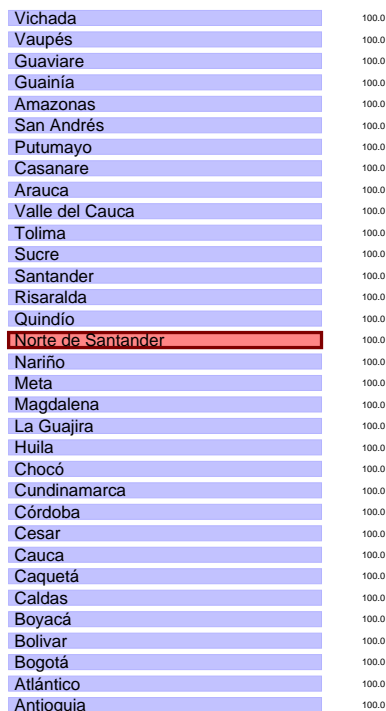 Vichada 100.0
Vaupés 100.0
Guaviare 100.0
Guainía 100.0
Amazonas 100.0
San Andrés 100.0
Putumayo 100.0
Casanare 100.0
Arauca 100.0
Valle del Cauca 100.0
Tolima 100.0
Sucre 100.0
Santander 100.0
Risaralda 100.0
Quindío 100.0
Norte de Santander 100.0
Nariño 100.0
Meta 100.0
Magdalena 100.0
La Guajira 100.0
Huila 100.0
Chocó 100.0
Cundinamarca 100.0
Córdoba 100.0
Cesar 100.0
Cauca 100.0
Caquetá 100.0
Caldas 100.0
Boyacá 100.0
Bolivar 100.0
Bogotá 100.0
Atlántico 100.0
Antioquia 100.0